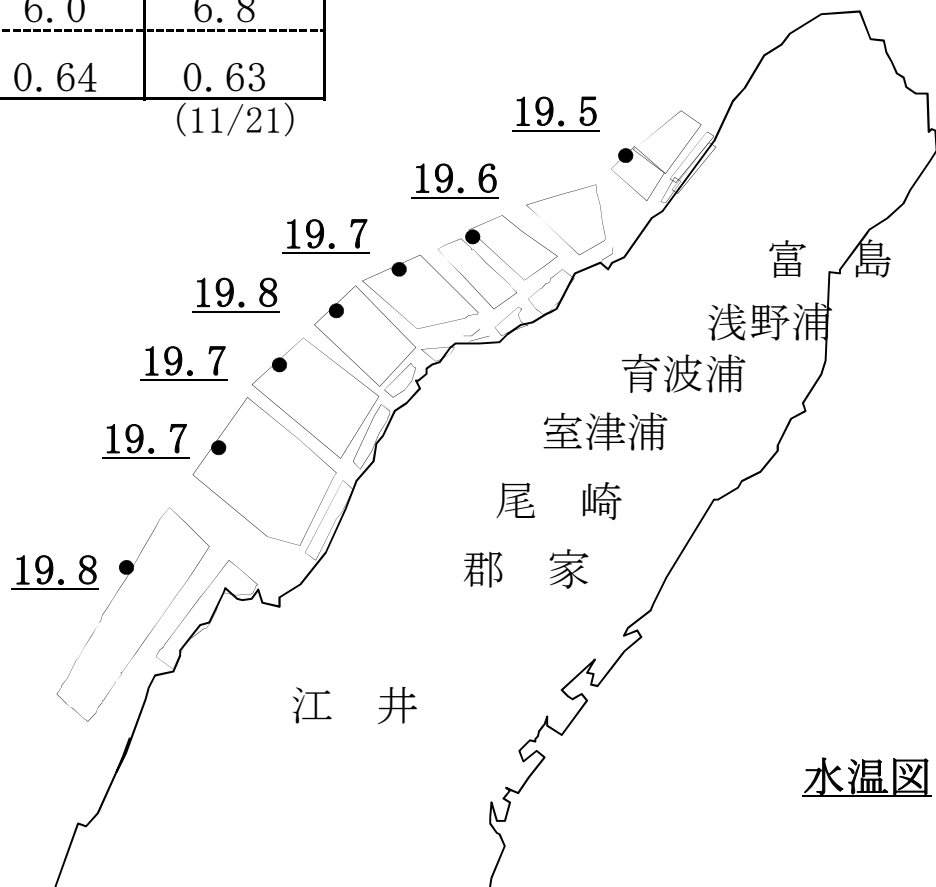 6.0 6.8
0.64 0.63
(11/21)
19.5
19.6
19.7
19.8
19.7
19.7
19.8
富　島
浅野浦
育波浦
室津浦
尾　崎
郡　家
江　井
水温図